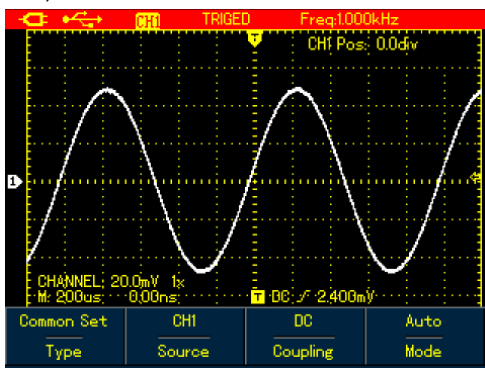 CH1 TRIGED Freq:1.000kHz
T CH1 Pos: 0.0div
1
CHANNEL; 20.0mV 1x
M: 200us: 0.00ns: T DC: 2.400mV
Common Set CH1 DC Auto
Type Source Coupling Mode